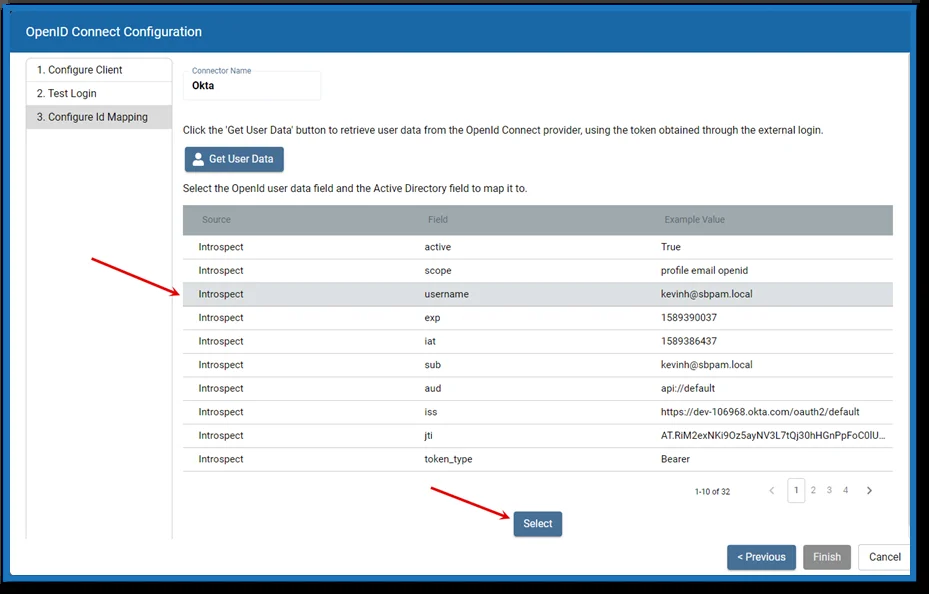 OpenID Connect Configuration
1. Configure Client
2. Test Login
3. Configure Id Mapping
Connector Name
Okta
Click the 'Get User Data' button to retrieve user data from the OpenId Connect provider, using the token obtained through the external login.
Get User Data
Select the OpenId user data field and the Active Directory field to map it to.
Source Field Example Value
Introspect active True
Introspect scope profile email openid
Introspect username kevinh@sbpam.local
Introspect exp 1589390037
Introspect iat 1589386437
Introspect sub kevinh@sbpam.local
Introspect aud api://default
Introspect iss https://dev-106968.okta.com/oauth2/default
Introspect jti AT.RiM2exNKi9Oz5ayNV3L7tQj30hHGnPpFoC0lU...
Introspect token_type Bearer
1-10 of 32 < 1 2 3 4 >
Select
< Previous Finish Cancel